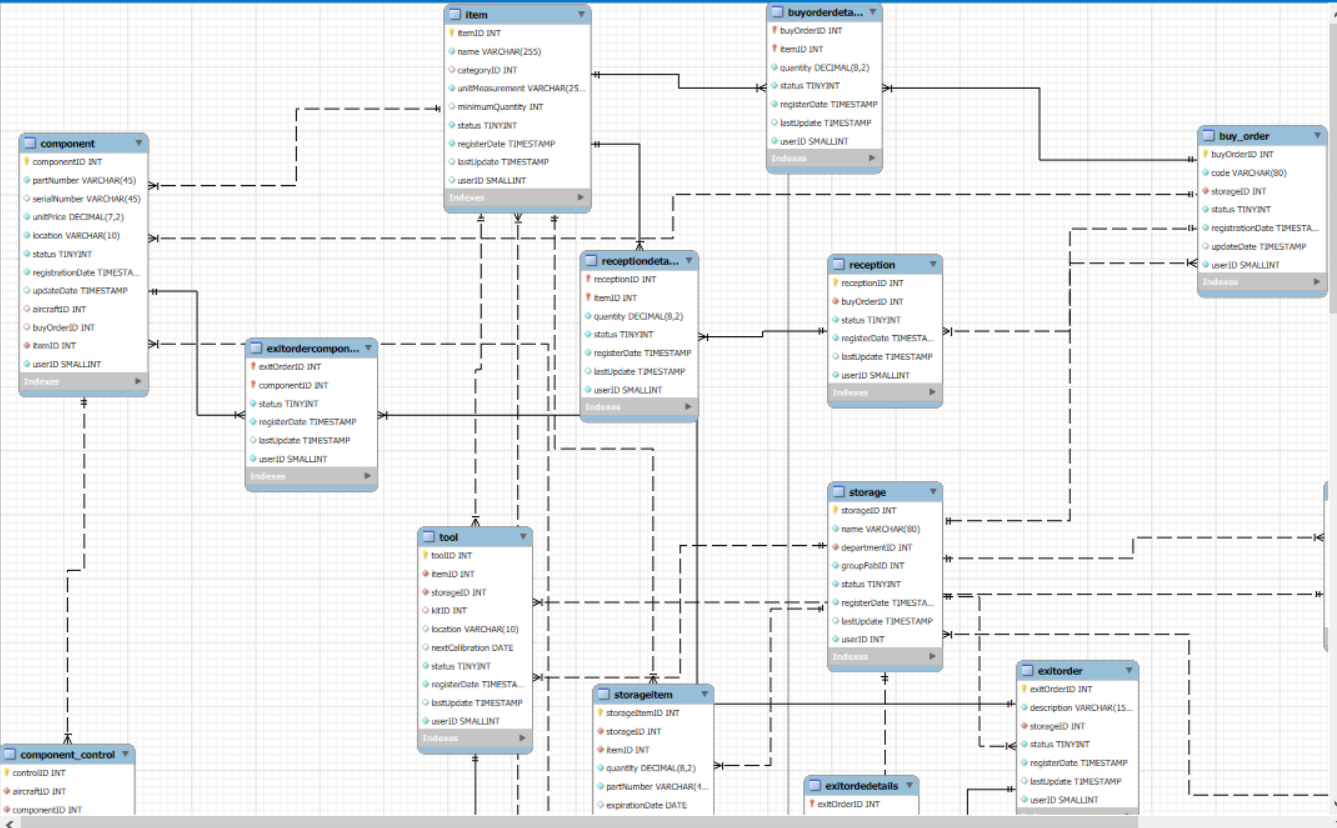 item
itemID INT
name VARCHAR(255)
categoryID INT
unitMeasurement VARCHAR(25...
minimumQuantity INT
status TINYINT
registerDate TIMESTAMP
lastUpdate TIMESTAMP
userID SMALLINT
Indexes
buyorderdeta...
buyOrderID INT
itemID INT
quantity DECIMAL(8,2)
status TINYINT
registerDate TIMESTAMP
lastUpdate TIMESTAMP
userID SMALLINT
Indexes
buy_order
buyOrderID INT
code VARCHAR(80)
storageID INT
status TINYINT
registrationDate TIMESTA...
updateDate TIMESTAMP
userID SMALLINT
Indexes
component
componentID INT
partNumber VARCHAR(45)
serialNumber VARCHAR(45)
unitPrice DECIMAL(7,2)
location VARCHAR(10)
status TINYINT
registrationDate TIMESTA...
updateDate TIMESTAMP
aircraftID INT
buyOrderID INT
itemID INT
userID SMALLINT
Indexes
receptiondeta...
receptionID INT
itemID INT
quantity DECIMAL(8,2)
status TINYINT
registerDate TIMESTAMP
lastUpdate TIMESTAMP
userID SMALLINT
Indexes
reception
receptionID INT
buyOrderID INT
status TINYINT
registerDate TIMESTA...
lastUpdate TIMESTAMP
userID SMALLINT
Indexes
exitordercompon...
exitOrderID INT
componentID INT
status TINYINT
registerDate TIMESTAMP
lastUpdate TIMESTAMP
userID SMALLINT
Indexes
storage
storageID INT
name VARCHAR(80)
departmentID INT
groupFabID INT
status TINYINT
registerDate TIMESTA...
lastUpdate TIMESTAMP
userID INT
Indexes
tool
toolID INT
itemID INT
storageID INT
kitID INT
location VARCHAR(10)
nextCalibration DATE
status TINYINT
registerDate TIMESTA...
lastUpdate TIMESTAMP
userID SMALLINT
Indexes
storageitem
storageItemID INT
storageID INT
itemID INT
quantity DECIMAL(8,2)
partNumber VARCHAR(4...
expirationDate DATE
exitorder
exitOrderID INT
description VARCHAR(15...
storageID INT
status TINYINT
registerDate TIMESTAMP
lastUpdate TIMESTAMP
userID SMALLINT
component_control
controlID INT
aircraftID INT
componentID INT
exitordedetails
exitOrderID INT